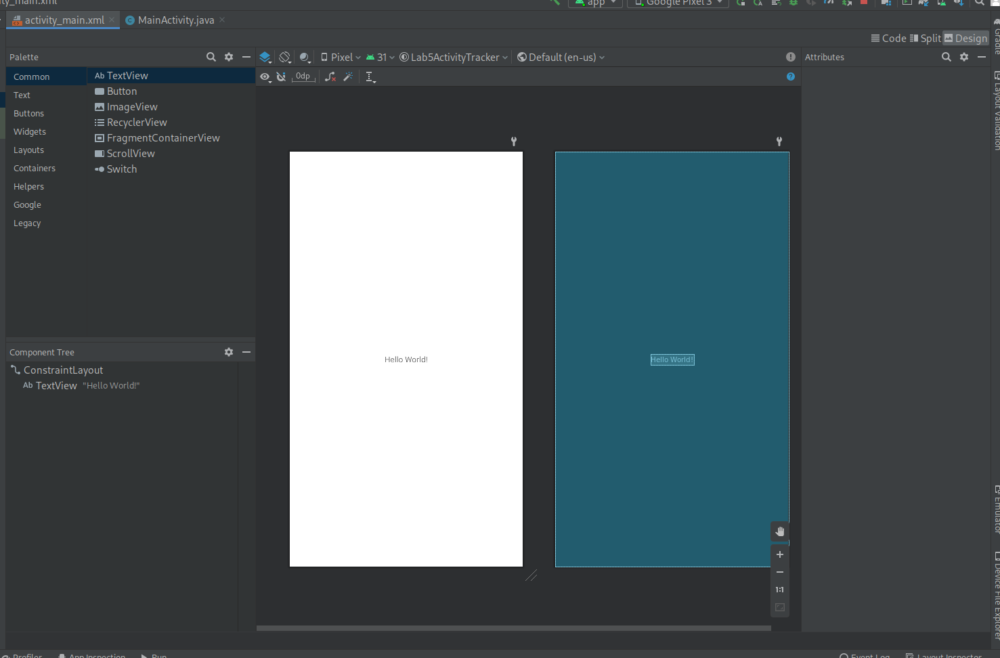 ity_main.xml
app
Google Pixel 3
activity_main.xml
MainActivity.java
Code
Split
Design
Palette
Pixel
31
Lab5ActivityTracker
Default (en-us)
Attributes
Common
Text
Buttons
Widgets
Layouts
Containers
Helpers
Google
Legacy
Ab TextView
Button
ImageView
RecyclerView
FragmentContainerView
ScrollView
Switch
0dp
Hello World!
Hello World!
1:1
Component Tree
ConstraintLayout
Ab TextView "Hello World!"
Gradle
Layout Validation
Emulator
Device File Explorer
Profiler
App Inspection
Run
Event Log
Layout Inspector